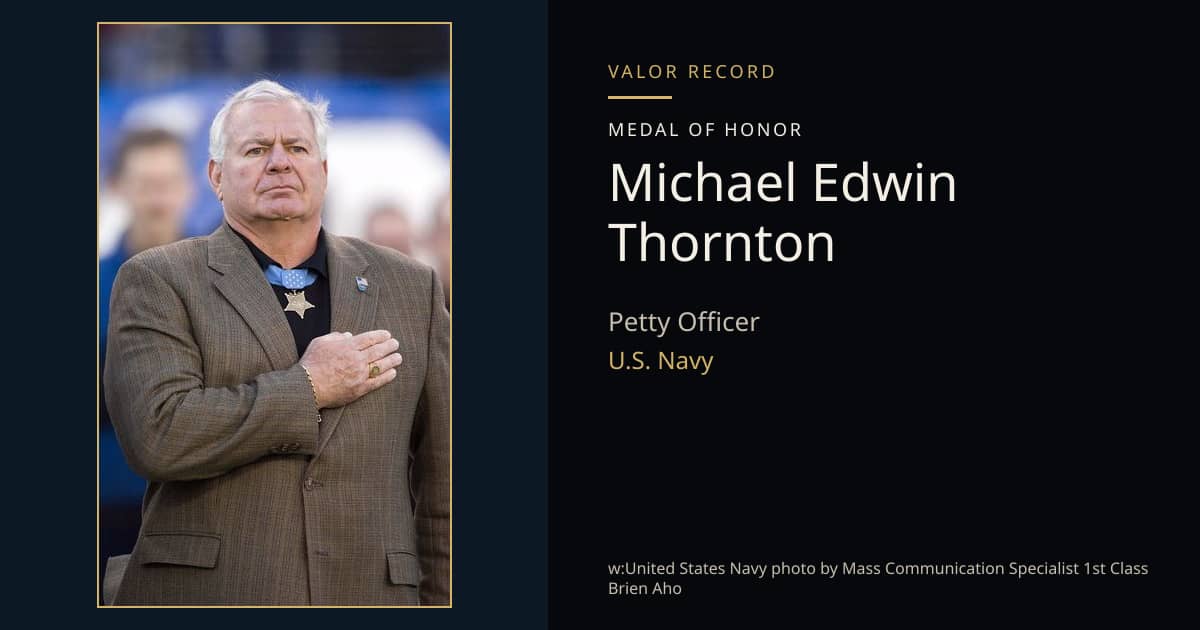 VALOR RECORD
MEDAL OF HONOR
Michael Edwin
Thornton
Petty Officer
U.S. Navy
w:United States Navy photo by Mass Communication Specialist 1st Class
Brien Aho